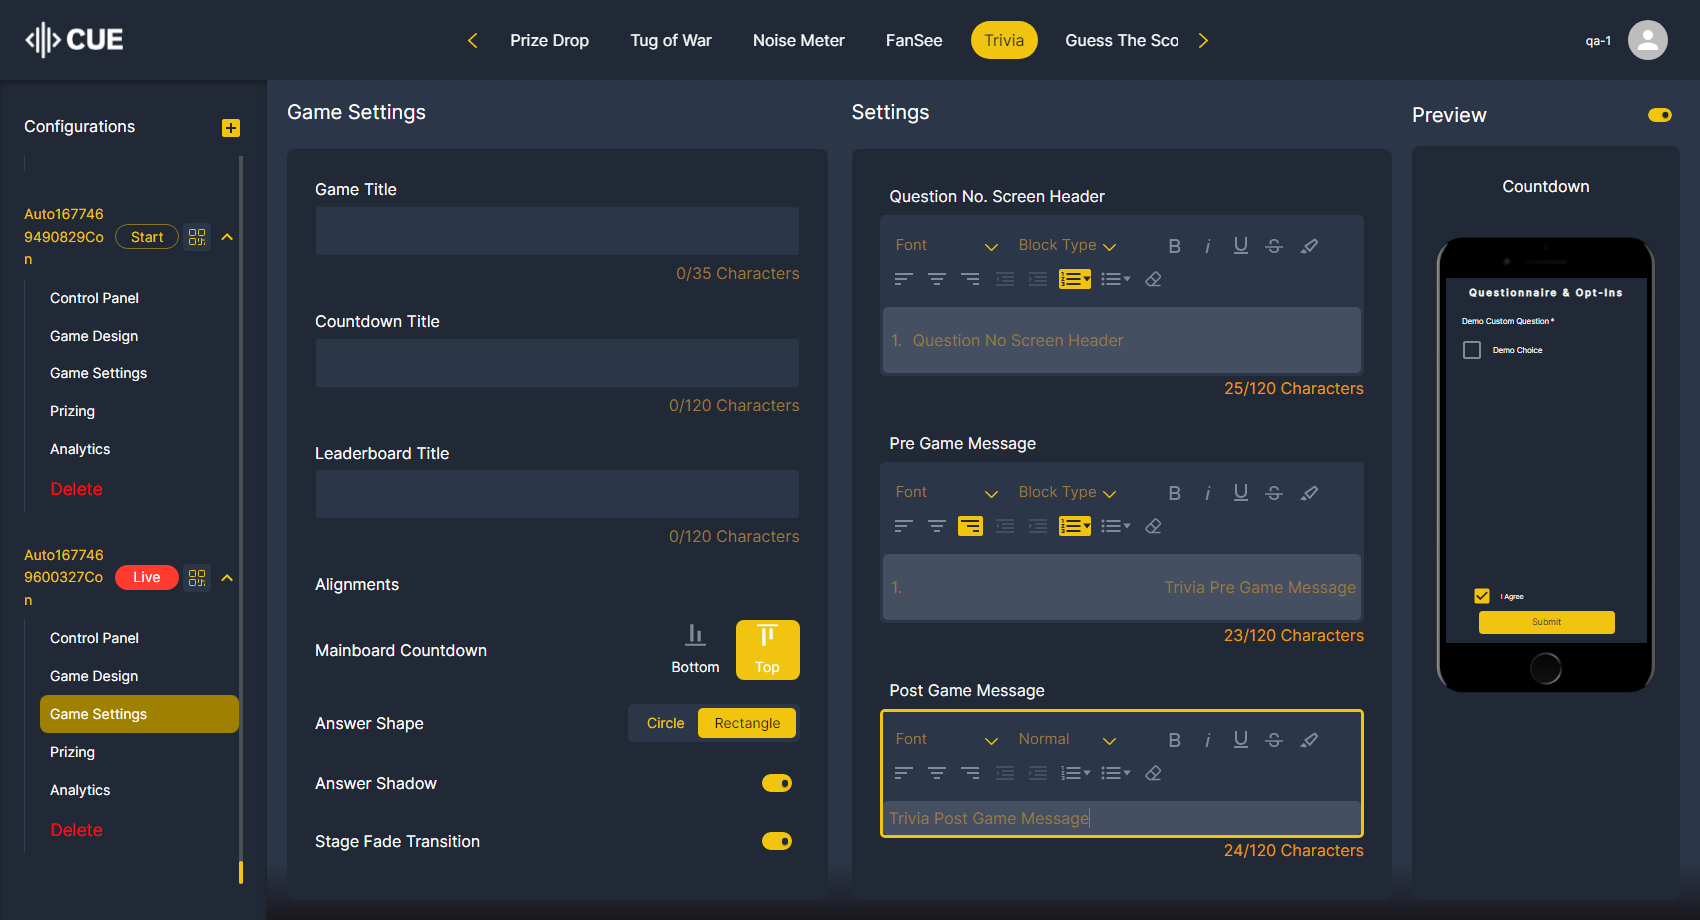 CUE
Prize Drop
Tug of War
Noise Meter
FanSee
Trivia
Guess The Sco
qa-1
Configurations
Auto167746
9490829Co
n
Start
Control Panel
Game Design
Game Settings
Prizing
Analytics
Delete
Auto167746
9600327Co
n
Live
Control Panel
Game Design
Game Settings
Prizing
Analytics
Delete
Game Settings
Game Title
0/35 Characters
Countdown Title
0/120 Characters
Leaderboard Title
0/120 Characters
Alignments
Mainboard Countdown
Bottom
Top
Answer Shape
Circle
Rectangle
Answer Shadow
Stage Fade Transition
Settings
Question No. Screen Header
Font
Block Type
1. Question No Screen Header
25/120 Characters
Pre Game Message
Font
Block Type
1. Trivia Pre Game Message
23/120 Characters
Post Game Message
Font
Normal
Trivia Post Game Message
24/120 Characters
Preview
Countdown
Questionnaire & Opt-Ins
Demo Custom Question *
Demo Choice
I Agree
Submit